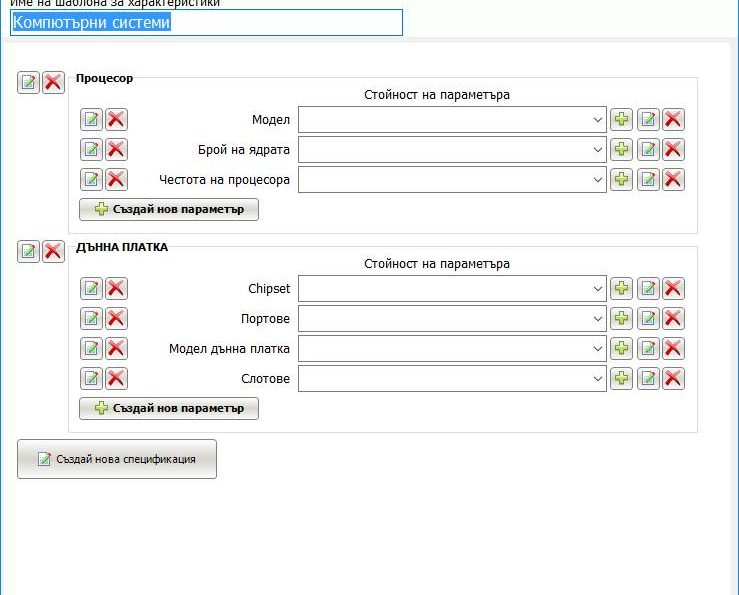 Име на шаблона за характеристики
Компютърни системи
Процесор
Стойност на параметъра
Модел
Брой на ядрата
Честота на процесора
Създай нов параметър
ДЪННА ПЛАТКА
Стойност на параметъра
Chipset
Портове
Модел дънна платка
Слотове
Създай нов параметър
Създай нова спецификация